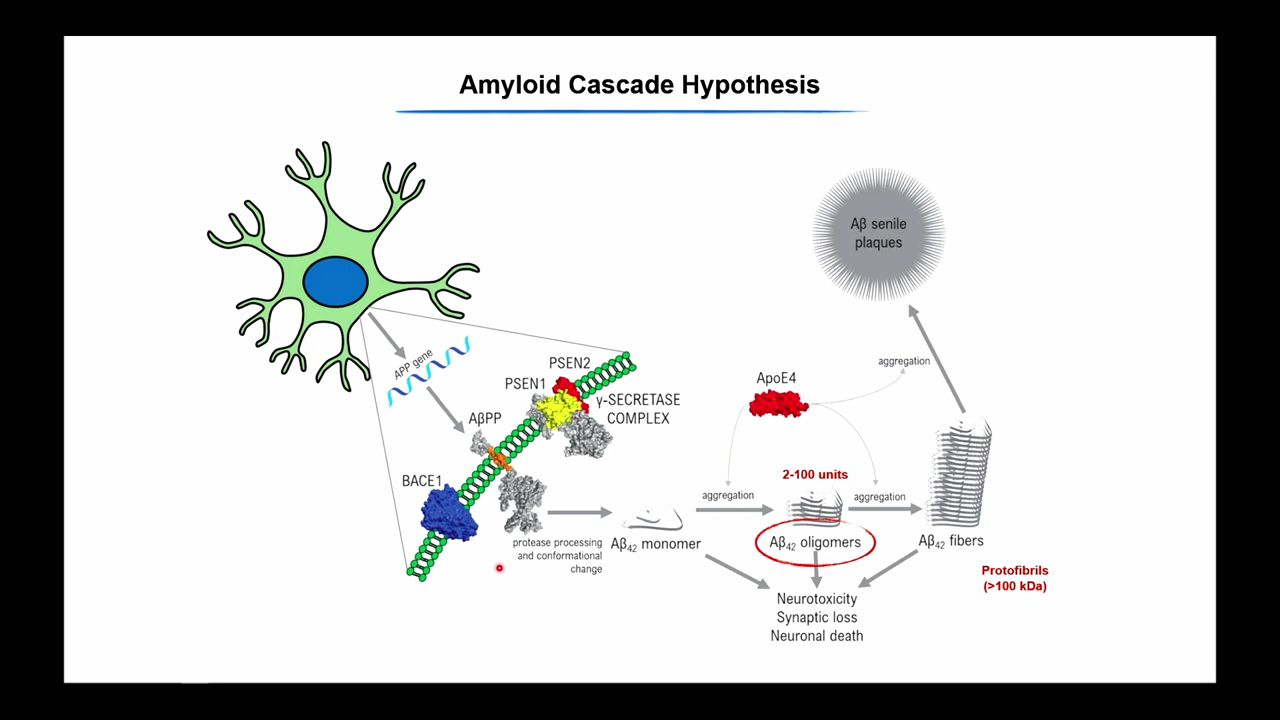 Amyloid Cascade Hypothesis
Aβ senile
plaques
APP gene
PSEN2
PSEN1
γ-SECRETASE
COMPLEX
AβPP
BACE1
ApoE4
aggregation
2-100 units
aggregation
aggregation
protease processing
and conformational
change
Aβ42 monomer
Aβ42 oligomers
Aβ42 fibers
Protofibrils
(>100 kDa)
Neurotoxicity
Synaptic loss
Neuronal death